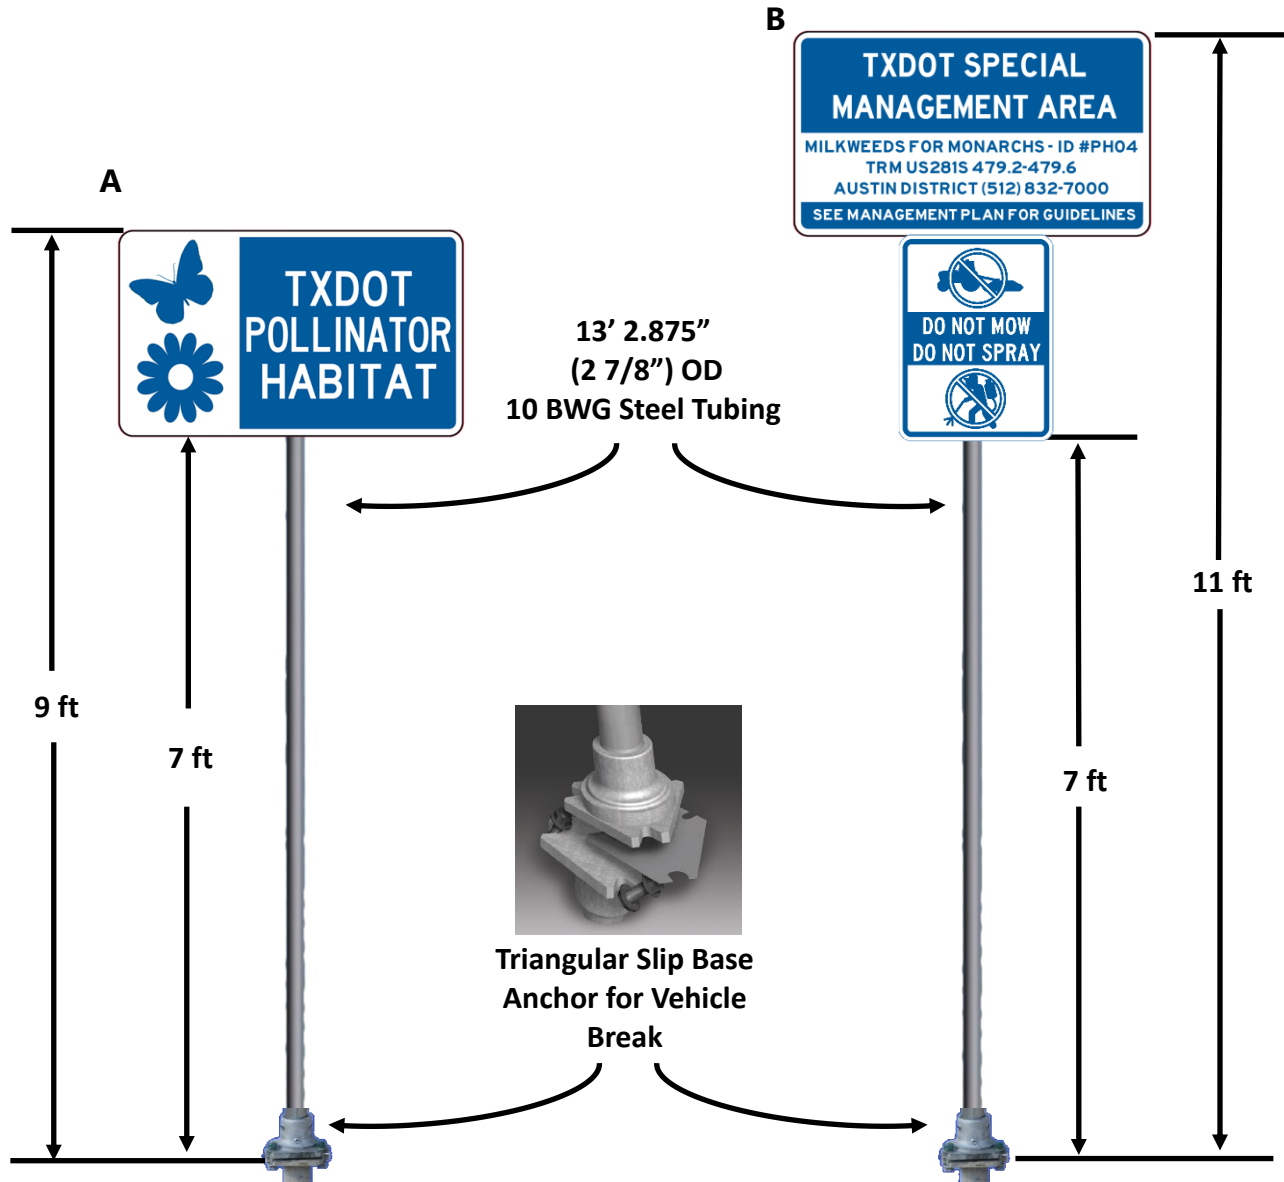 A
TXDOT
POLLINATOR
HABITAT
9 ft
7 ft
13’ 2.875”
(2 7/8”) OD
10 BWG Steel Tubing
Triangular Slip Base
Anchor for Vehicle
Break
B
TXDOT SPECIAL
MANAGEMENT AREA
MILKWEEDS FOR MONARCHS - ID #PH04
TRM US281S 479.2-479.6
AUSTIN DISTRICT (512) 832-7000
SEE MANAGEMENT PLAN FOR GUIDELINES
DO NOT MOW
DO NOT SPRAY
7 ft
11 ft